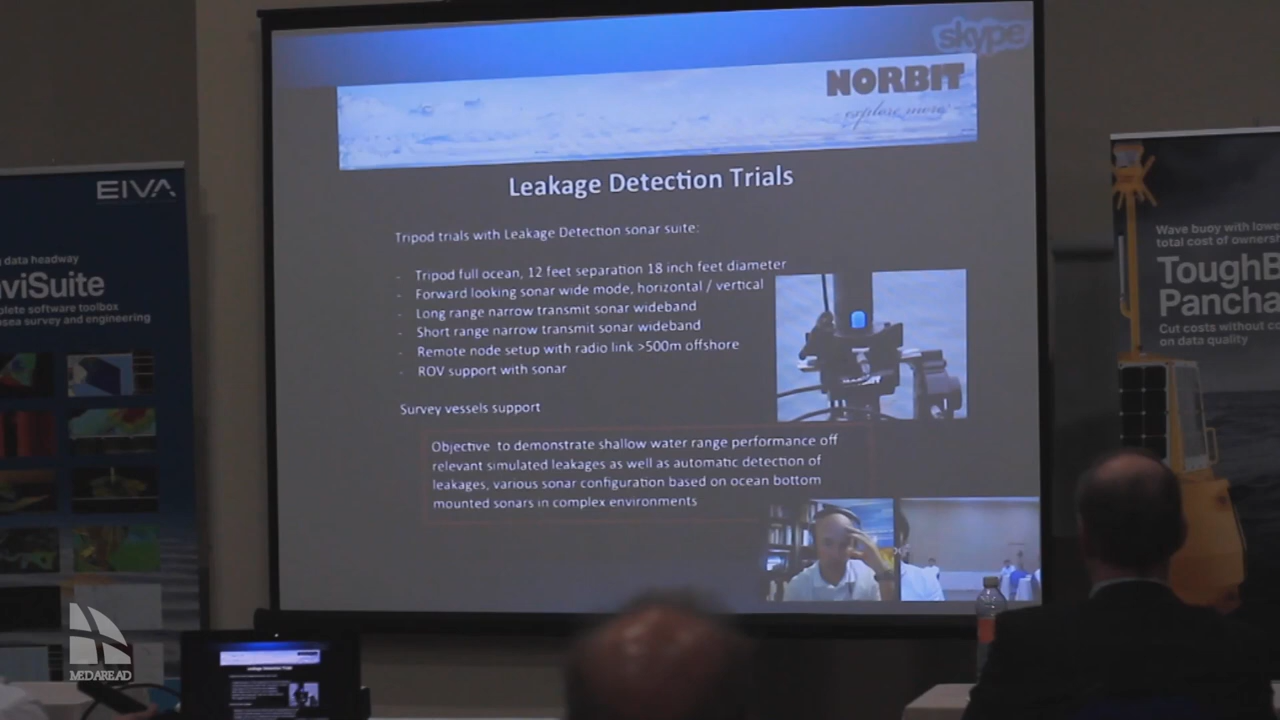 skype
NORBIT
explore more
Leakage Detection Trials
Tripod trials with Leakage Detection sonar suite:
- Tripod full ocean, 12 feet separation 18 inch feet diameter
- Forward looking sonar wide mode, horizontal / vertical
- Long range narrow transmit sonar wideband
- Short range narrow transmit sonar wideband
- Remote node setup with radio link >500m offshore
- ROV support with sonar
Survey vessels support
Objective to demonstrate shallow water range performance off
relevant simulated leakages as well as automatic detection of
leakages, various sonar configuration based on ocean bottom
mounted sonars in complex environments
EIVA
data headway
viSuite
software toolbox
survey and engineering
Wave buoy with
total cost of
ToughB
Pancha
Cut costs without
on data quality
MEDAREAD
Leakage Detection Trials